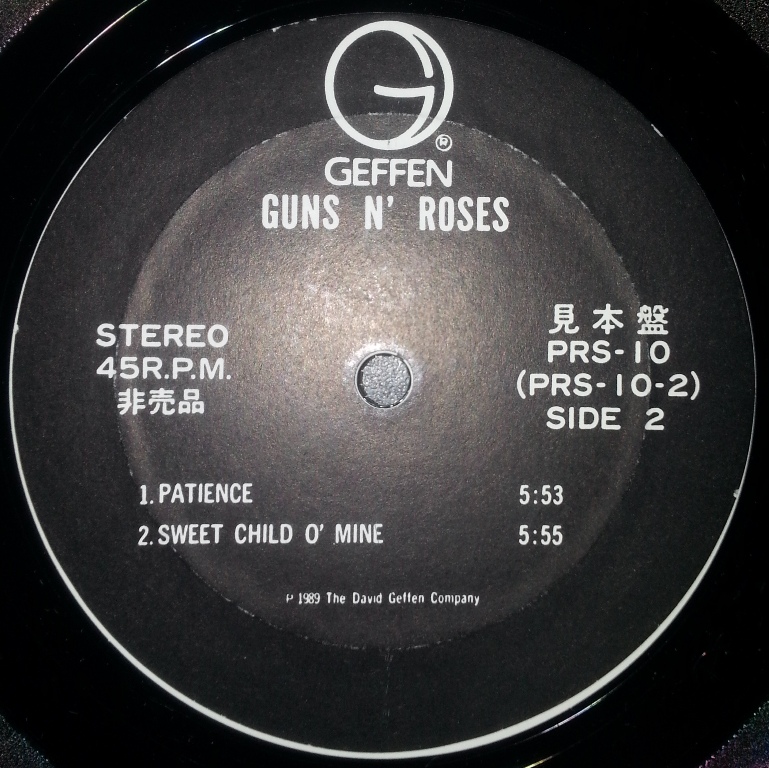 ®
GEFFEN
GUNS N' ROSES
STEREO
45R.P.M.
非売品
見本盤
PRS-10
(PRS-10-2)
SIDE 2
1. PATIENCE 5:53
2. SWEET CHILD O' MINE 5:55
℗ 1989 The David Geffen Company